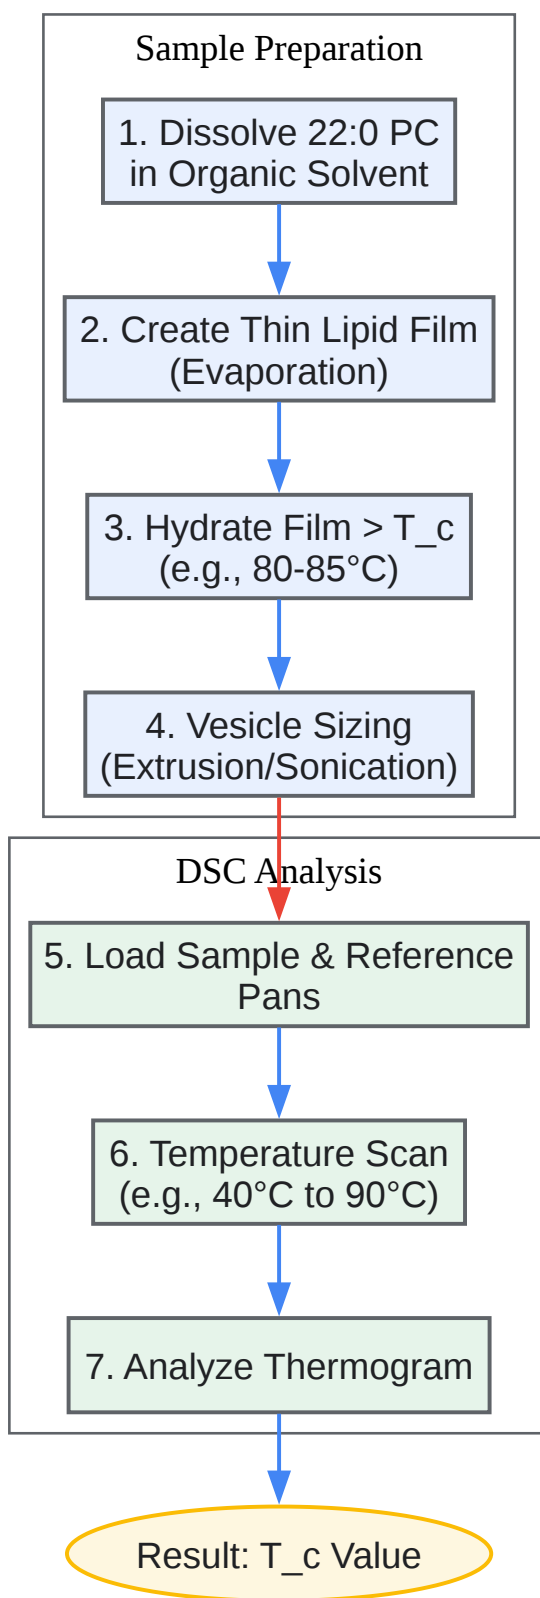 Sample Preparation
1. Dissolve 22:0 PC
in Organic Solvent
2. Create Thin Lipid Film
(Evaporation)
3. Hydrate Film > T_c
(e.g., 80-85°C)
4. Vesicle Sizing
(Extrusion/Sonication)
DSC Analysis
5. Load Sample & Reference
Pans
6. Temperature Scan
(e.g., 40°C to 90°C)
7. Analyze Thermogram
Result: T_c Value